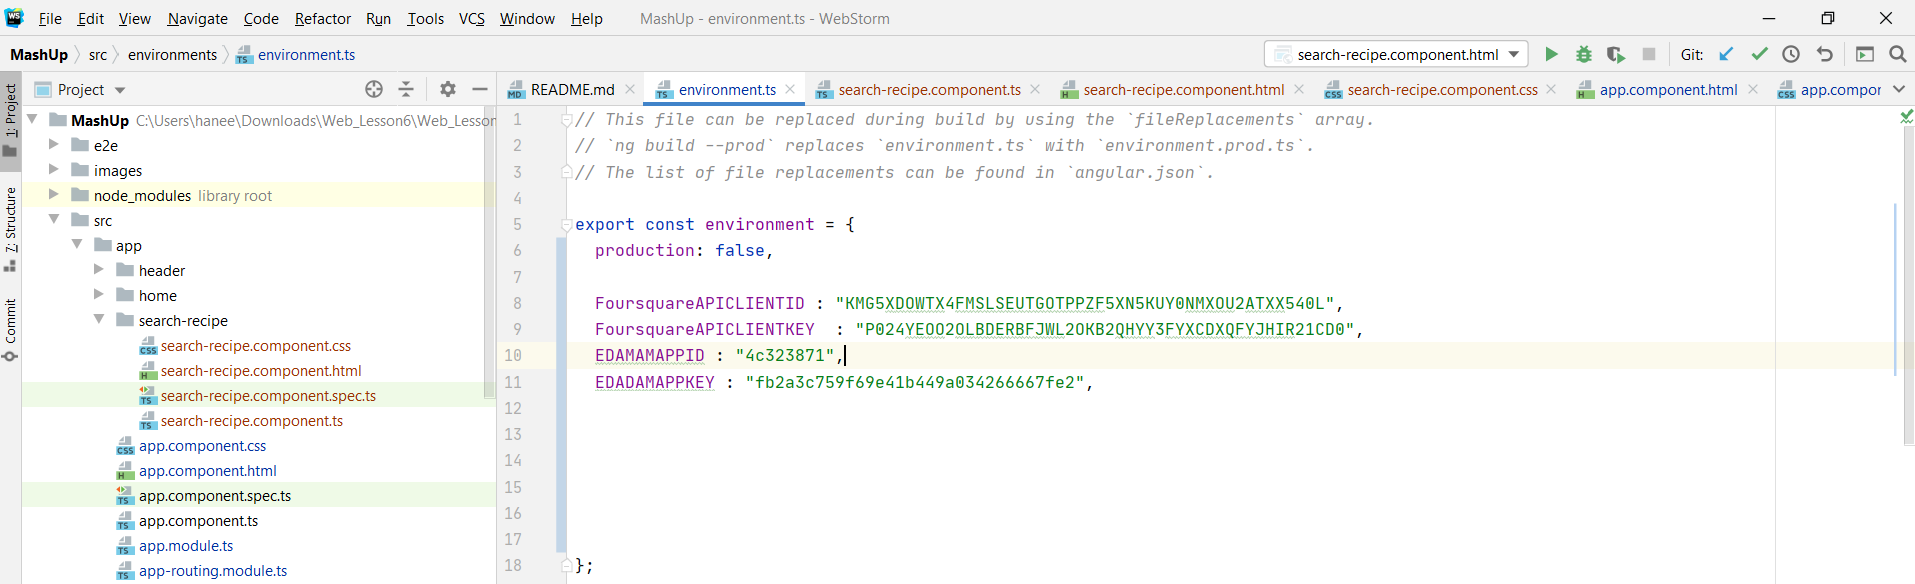 File Edit View Navigate Code Refactor Run Tools VCS Window Help MashUp - environment.ts - WebStorm
MashUp src environments environment.ts search-recipe.component.html Git:
1: Project
7: Structure
Commit
Project
MashUp C:\Users\hanee\Downloads\Web_Lesson6\Web_Lesson
e2e
images
node_modules library root
src
app
header
home
search-recipe
search-recipe.component.css
search-recipe.component.html
search-recipe.component.spec.ts
search-recipe.component.ts
app.component.css
app.component.html
app.component.spec.ts
app.component.ts
app.module.ts
app-routing.module.ts
README.md environment.ts search-recipe.component.ts search-recipe.component.html search-recipe.component.css app.component.html app.compor
1 // This file can be replaced during build by using the `fileReplacements` array.
2 // `ng build --prod` replaces `environment.ts` with `environment.prod.ts`.
3 // The list of file replacements can be found in `angular.json`.
4
5 export const environment = {
6 production: false,
7
8 FoursquareAPICLIENTID : "KMG5XDOWTX4FMSLSEUTGOTPPZF5XN5KUY0NMXOU2ATXX540L",
9 FoursquareAPICLIENTKEY : "P024YEOO2OLBDERBFJWL2OKB2QHYY3FYXCDXQFYJHIR21CD0",
10 EDAMAMAPPID : "4c323871",
11 EDADAMAPPKEY : "fb2a3c759f69e41b449a034266667fe2",
12
13
14
15
16
17
18 };